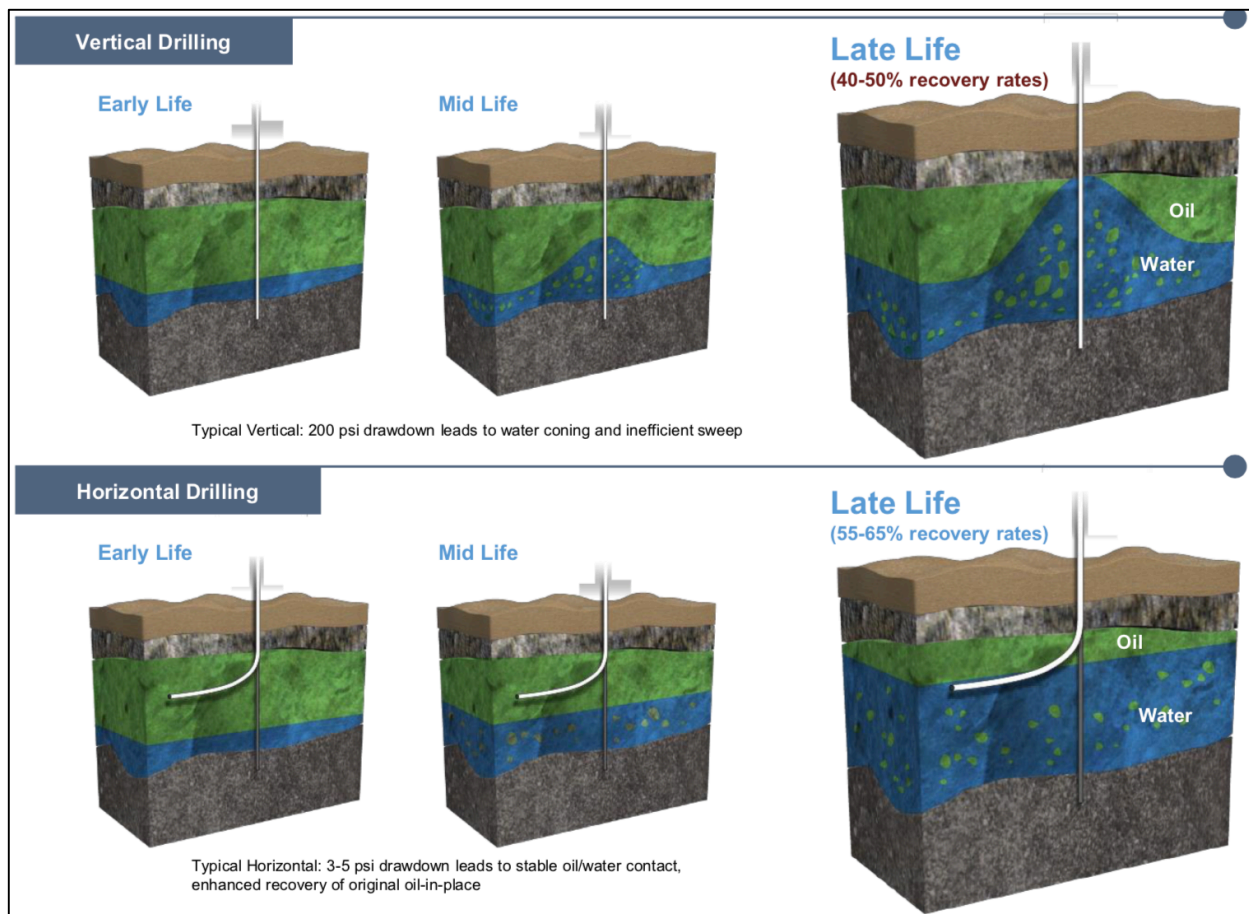 Vertical Drilling
Early Life
Mid Life
Late Life
(40-50% recovery rates)
Oil
Water
Typical Vertical: 200 psi drawdown leads to water coning and inefficient sweep
Horizontal Drilling
Early Life
Mid Life
Late Life
(55-65% recovery rates)
Oil
Water
Typical Horizontal: 3-5 psi drawdown leads to stable oil/water contact,
enhanced recovery of original oil-in-place